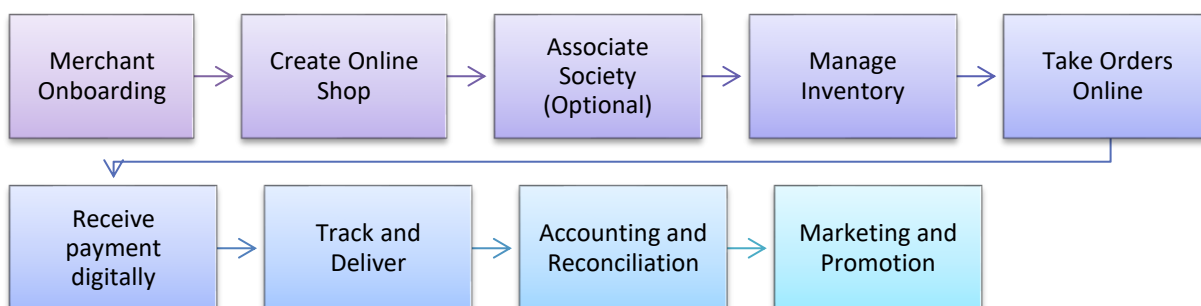 Merchant
Onboarding
Create Online
Shop
Associate
Society
(Optional)
Manage
Inventory
Take Orders
Online
Receive
payment
digitally
Track and
Deliver
Accounting and
Reconciliation
Marketing and
Promotion